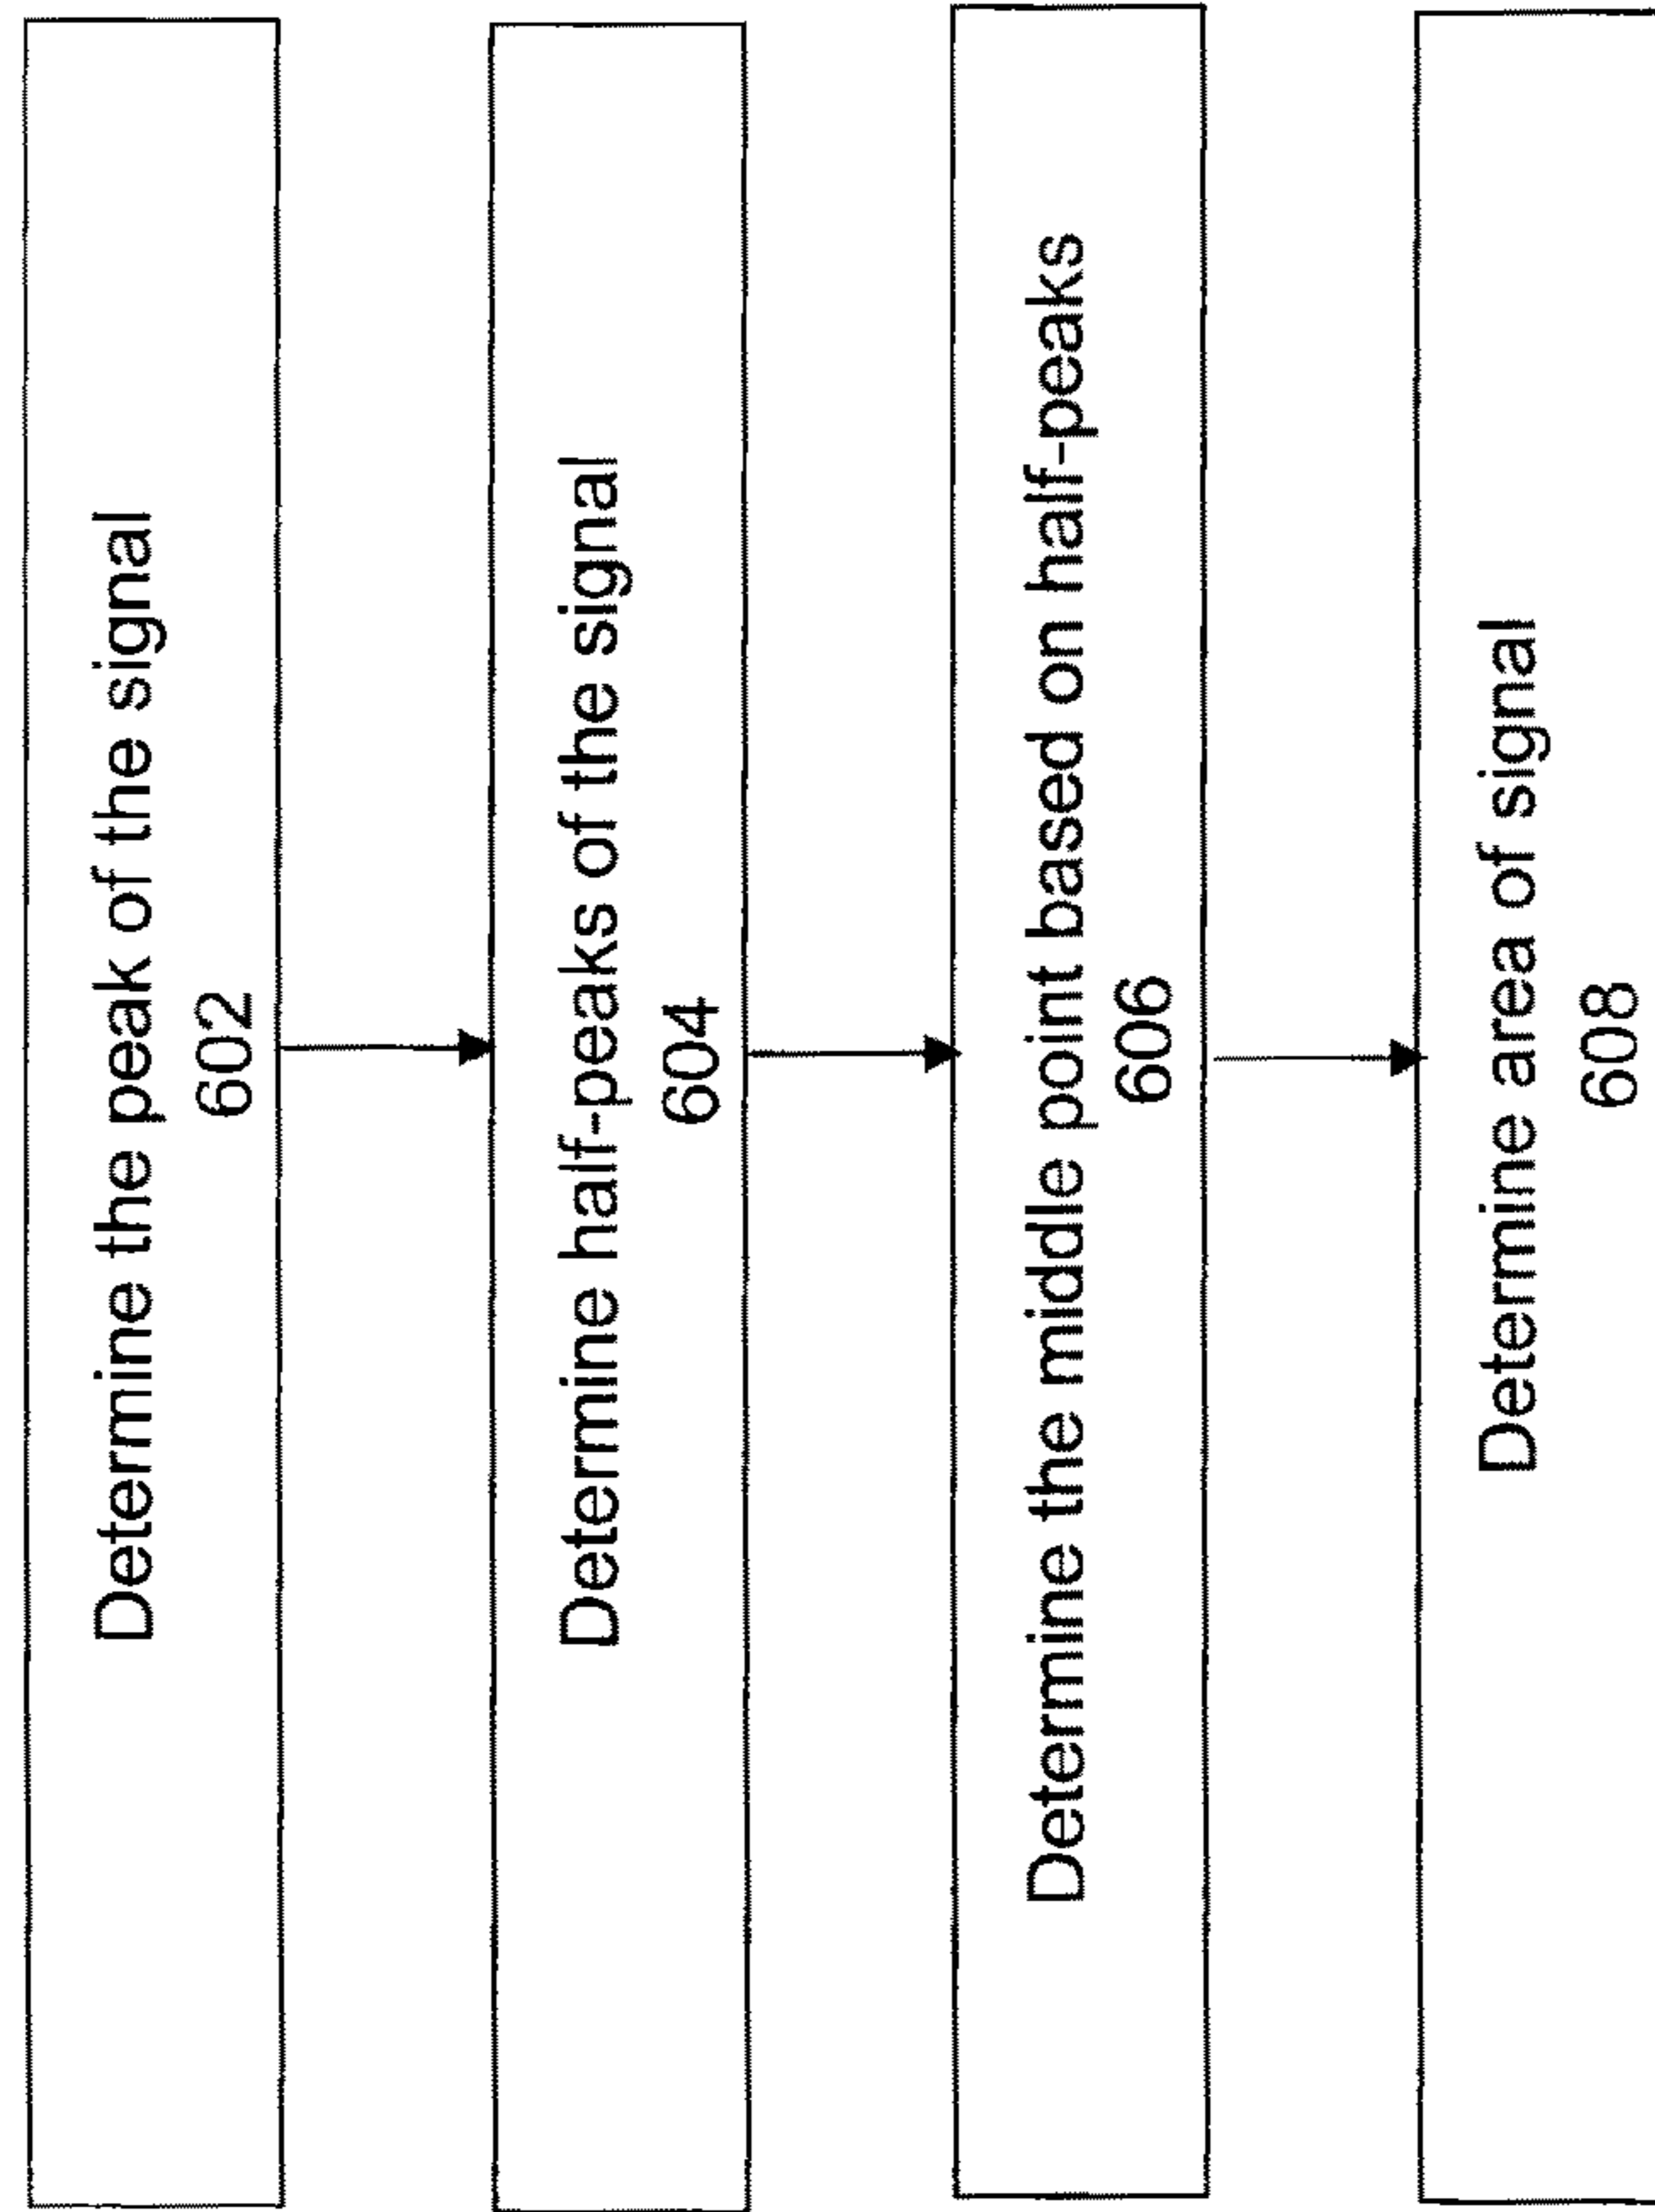 Determine the peak of the signal
602
Determine half-peaks of the signal
604
Determine the middle point based on half-peaks
606
Determine area of signal
608